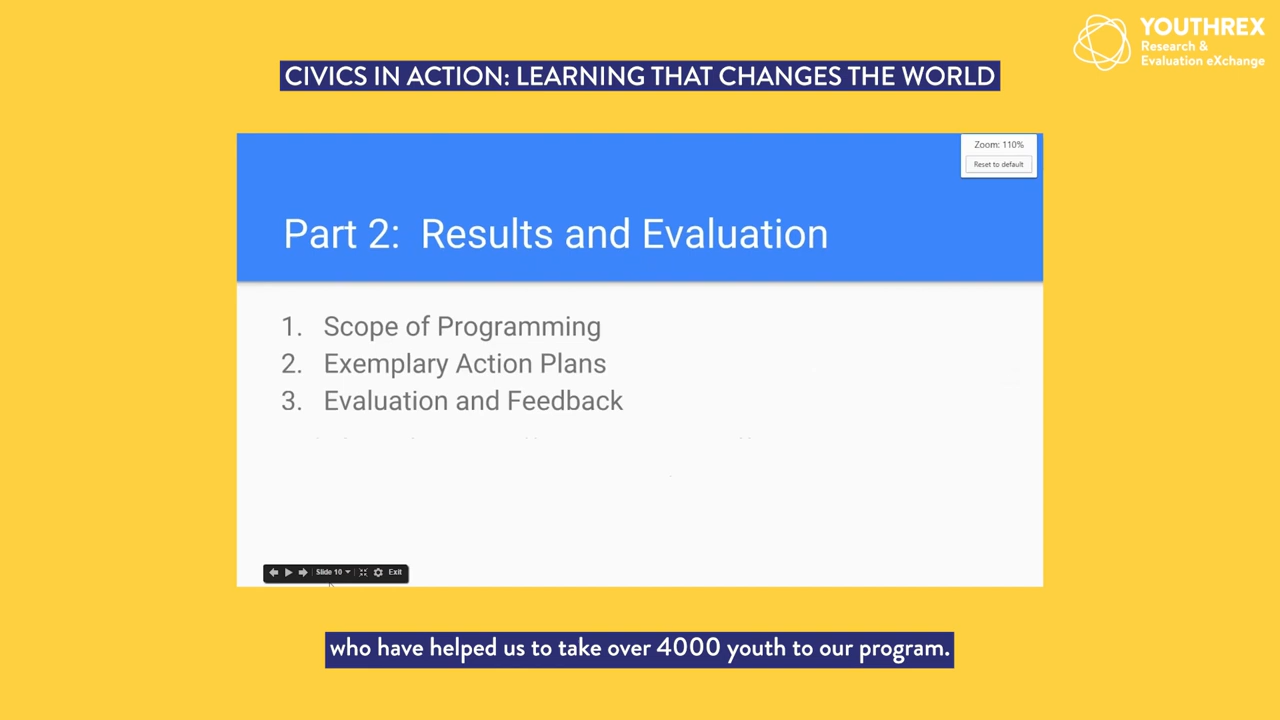 YOUTHREX
Research &
Evaluation eXchange
CIVICS IN ACTION: LEARNING THAT CHANGES THE WORLD
Zoom: 110%
Reset to default
Part 2: Results and Evaluation
1. Scope of Programming
2. Exemplary Action Plans
3. Evaluation and Feedback
Slide 10
Exit
who have helped us to take over 4000 youth to our program.